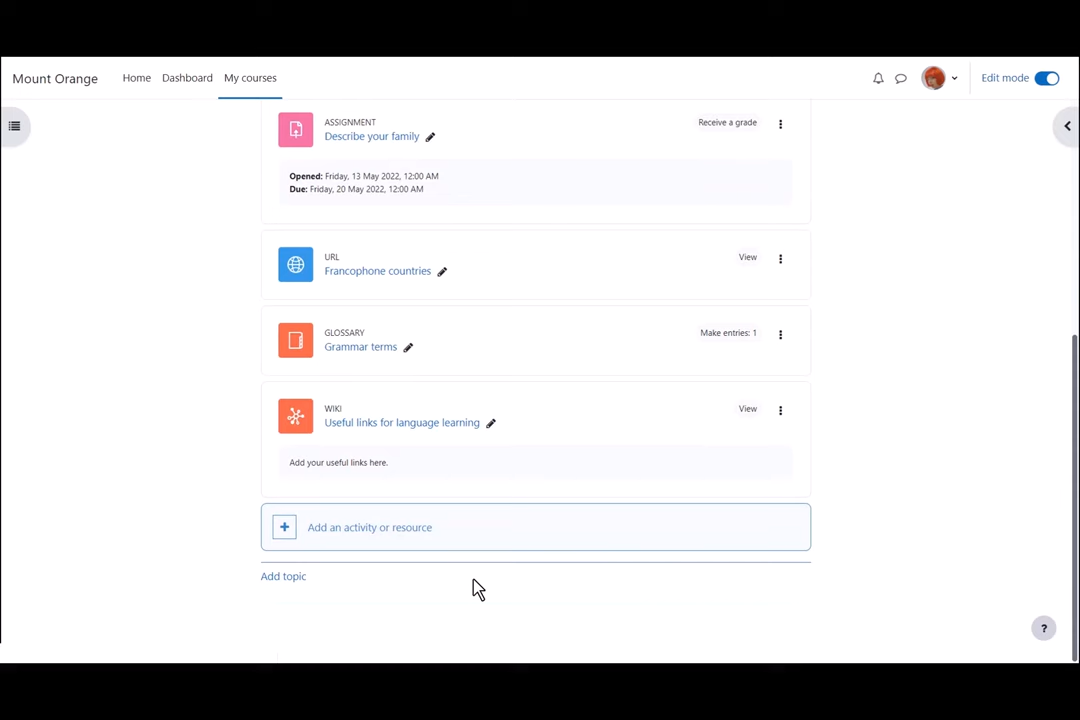 Mount Orange Home Dashboard My courses Edit mode
ASSIGNMENT Receive a grade
Describe your family
Opened: Friday, 13 May 2022, 12:00 AM
Due: Friday, 20 May 2022, 12:00 AM
URL View
Francophone countries
GLOSSARY Make entries: 1
Grammar terms
WIKI View
Useful links for language learning
Add your useful links here.
+ Add an activity or resource
Add topic
?